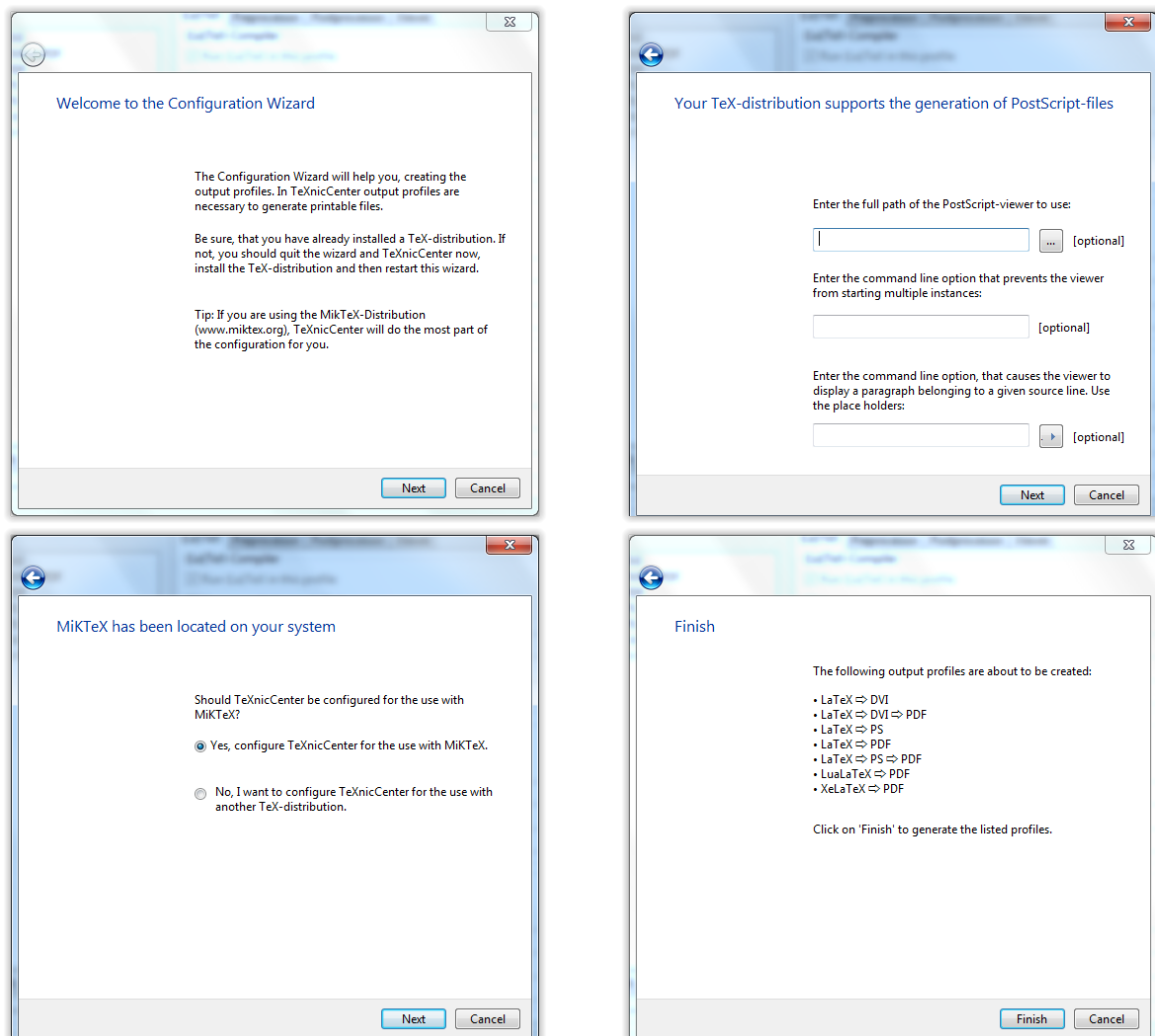 Welcome to the Configuration Wizard
The Configuration Wizard will help you, creating the
output profiles. In TeXnicCenter output profiles are
necessary to generate printable files.
Be sure, that you have already installed a TeX-distribution. If
not, you should quit the wizard and TeXnicCenter now,
install the TeX-distribution and then restart this wizard.
Tip: If you are using the MikTeX-Distribution
(www.miktex.org), TeXnicCenter will do the most part of
the configuration for you.
Next
Cancel
Your TeX-distribution supports the generation of PostScript-files
Enter the full path of the PostScript-viewer to use:
... [optional]
Enter the command line option that prevents the viewer
from starting multiple instances:
[optional]
Enter the command line option, that causes the viewer to
display a paragraph belonging to a given source line. Use
the place holders:
[optional]
Next
Cancel
MiKTeX has been located on your system
Should TeXnicCenter be configured for the use with
MiKTeX?
Yes, configure TeXnicCenter for the use with MiKTeX.
No, I want to configure TeXnicCenter for the use with
another TeX-distribution.
Next
Cancel
Finish
The following output profiles are about to be created:
• LaTeX ⇨ DVI
• LaTeX ⇨ DVI ⇨ PDF
• LaTeX ⇨ PS
• LaTeX ⇨ PDF
• LaTeX ⇨ PS ⇨ PDF
• LuaLaTeX ⇨ PDF
• XeLaTeX ⇨ PDF
Click on 'Finish' to generate the listed profiles.
Finish
Cancel